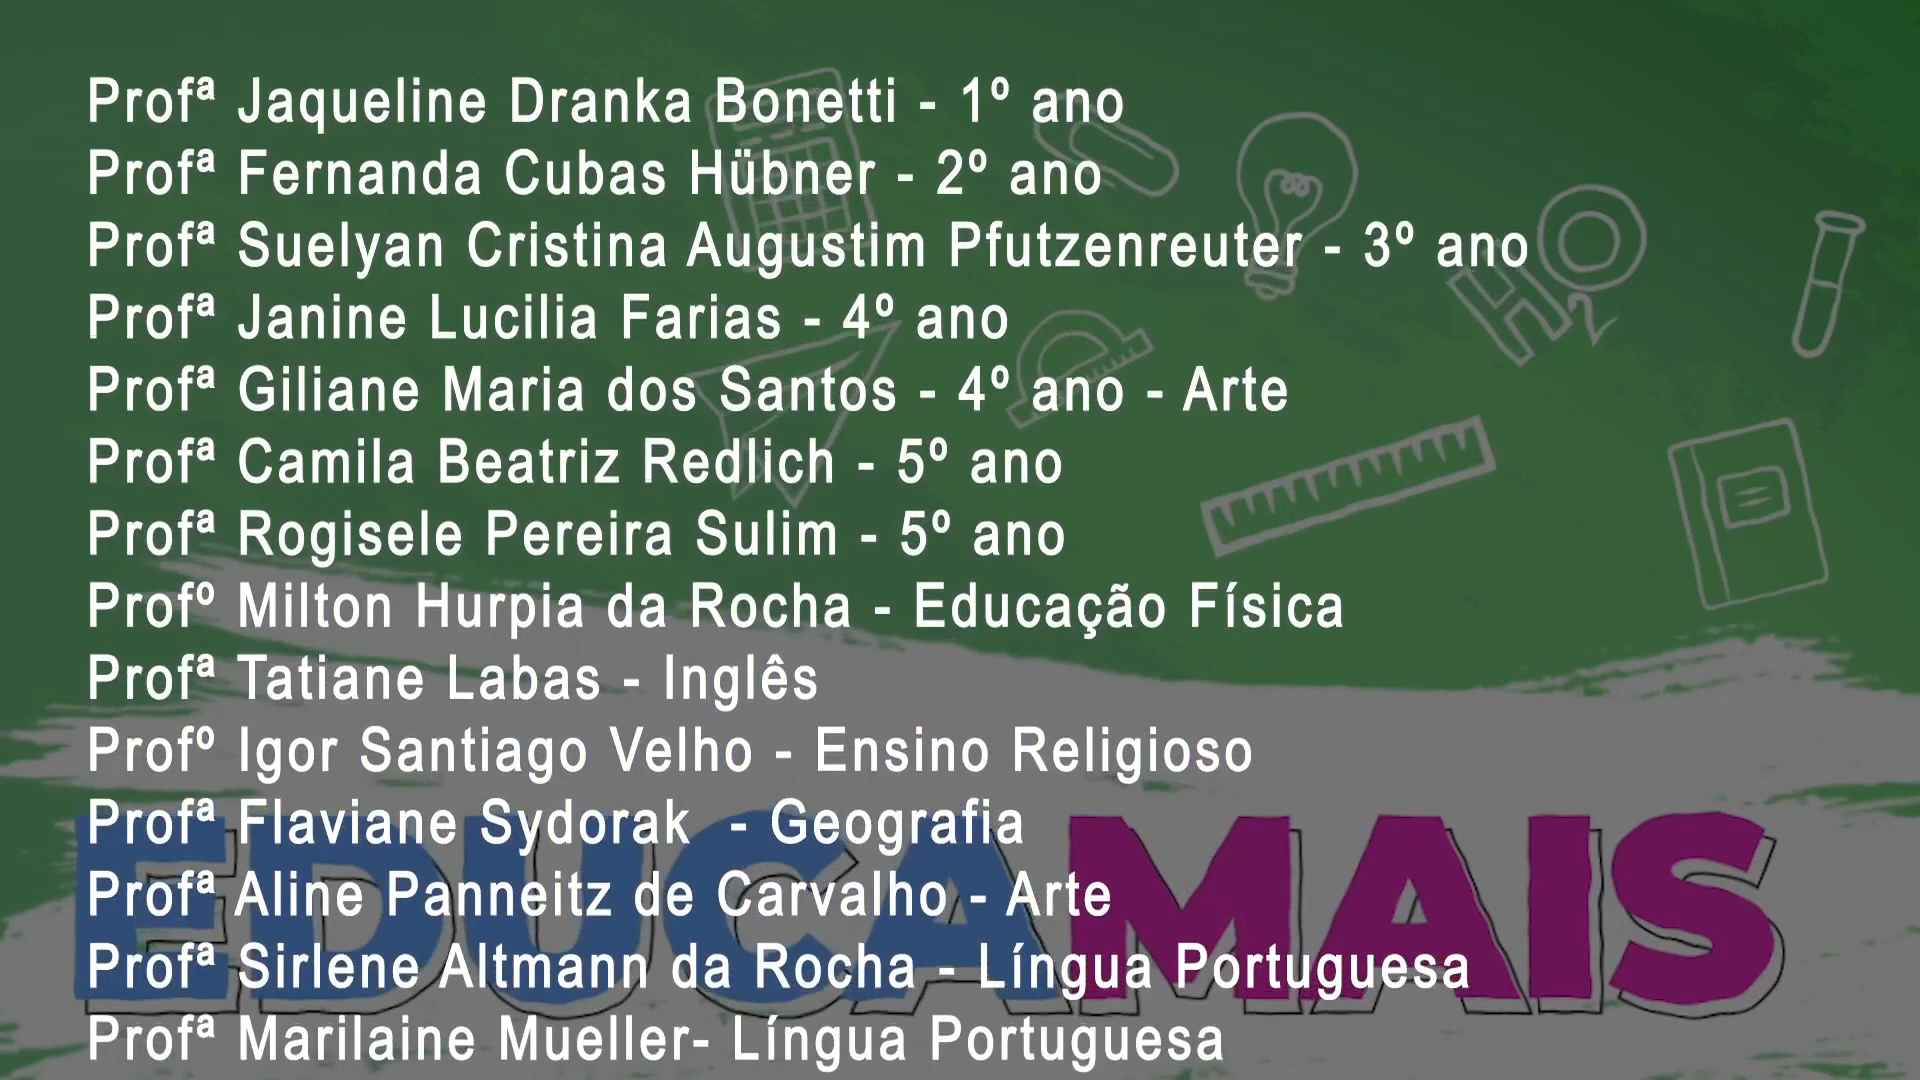 Profª Jaqueline Dranka Bonetti - 1º ano
Profª Fernanda Cubas Hübner - 2º ano
Profª Suelyan Cristina Augustim Pfutzenreuter - 3º ano
Profª Janine Lucilia Farias - 4º ano
Profª Giliane Maria dos Santos - 4º ano - Arte
Profª Camila Beatriz Redlich - 5º ano
Profª Rogisele Pereira Sulim - 5º ano
Profº Milton Hurpia da Rocha - Educação Física
Profª Tatiane Labas - Inglês
Profº Igor Santiago Velho - Ensino Religioso
Profª Flaviane Sydorak  - Geografia
Profª Aline Panneitz de Carvalho - Arte
Profª Sirlene Altmann da Rocha - Língua Portuguesa
Profª Marilaine Mueller- Língua Portuguesa
H2O
EDUCAMAIS